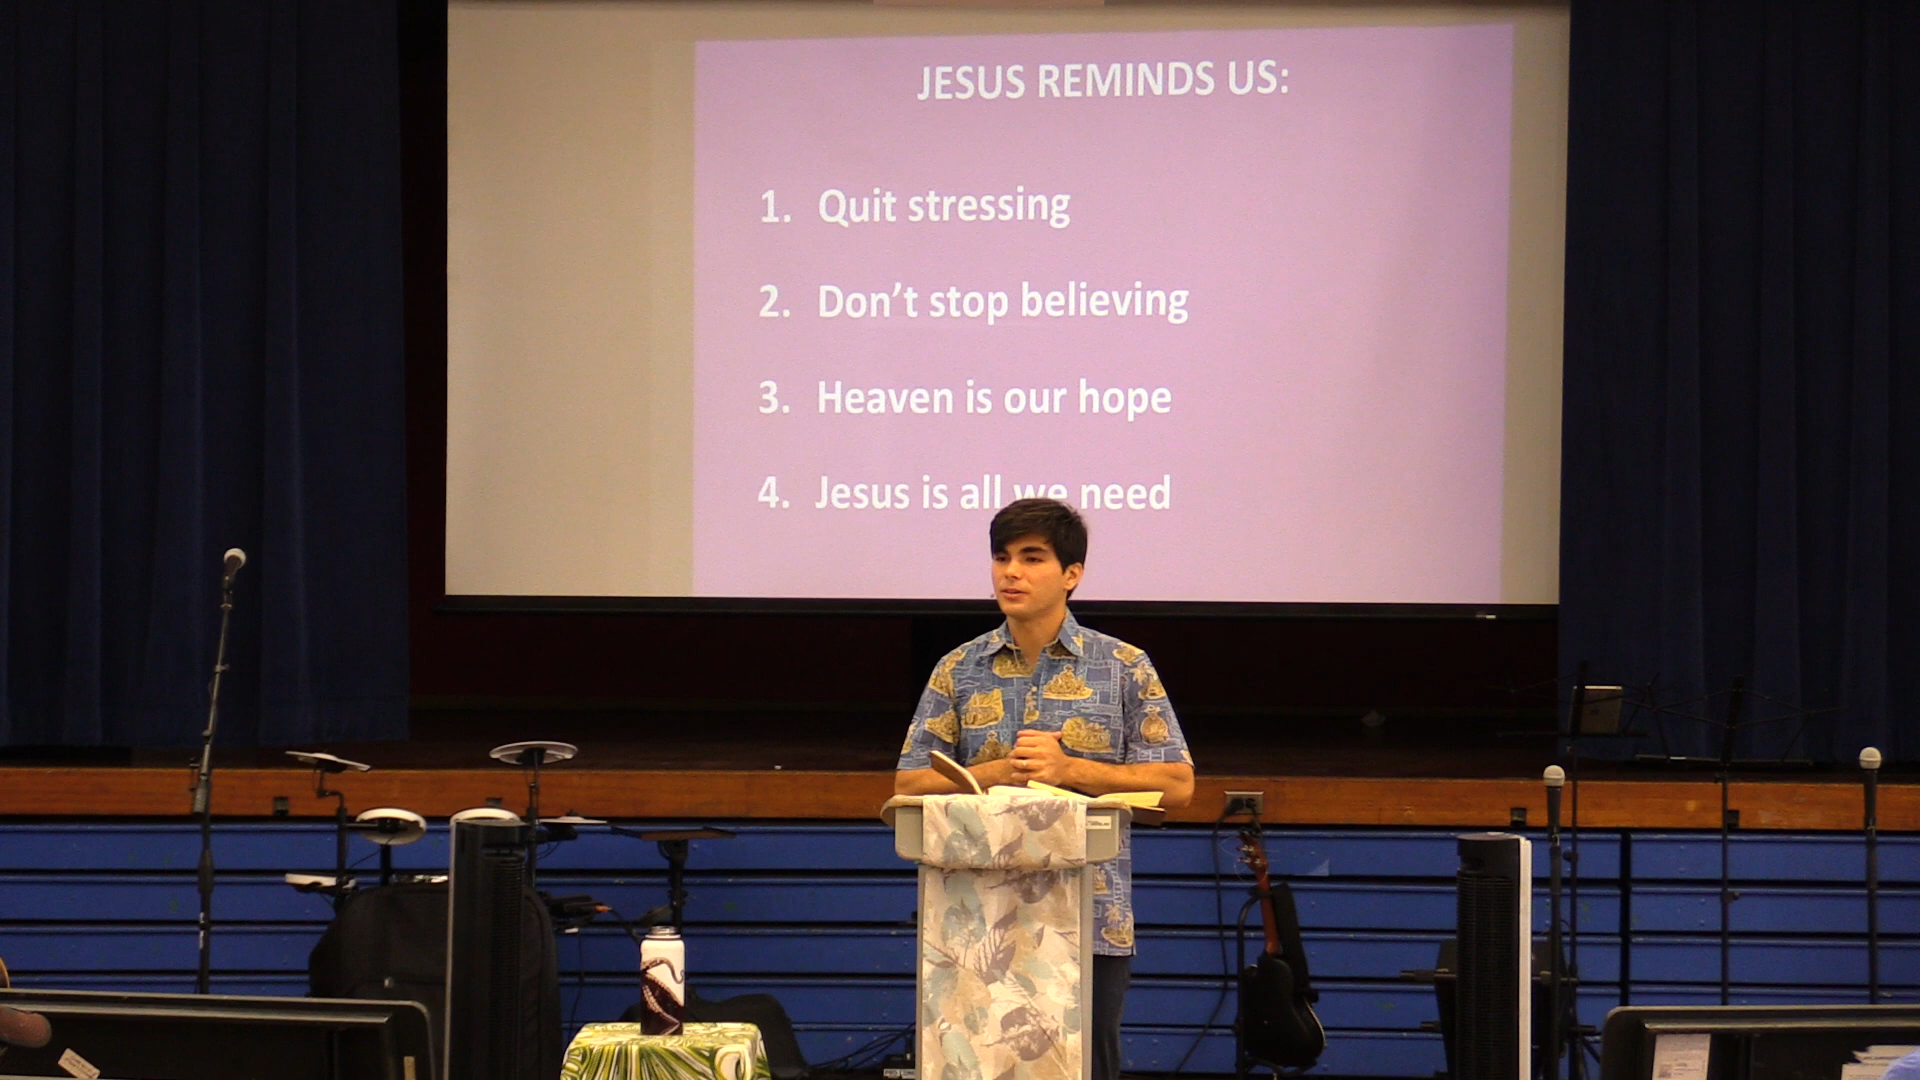 JESUS REMINDS US:
1. Quit stressing
2. Don't stop believing
3. Heaven is our hope
4. Jesus is all we need